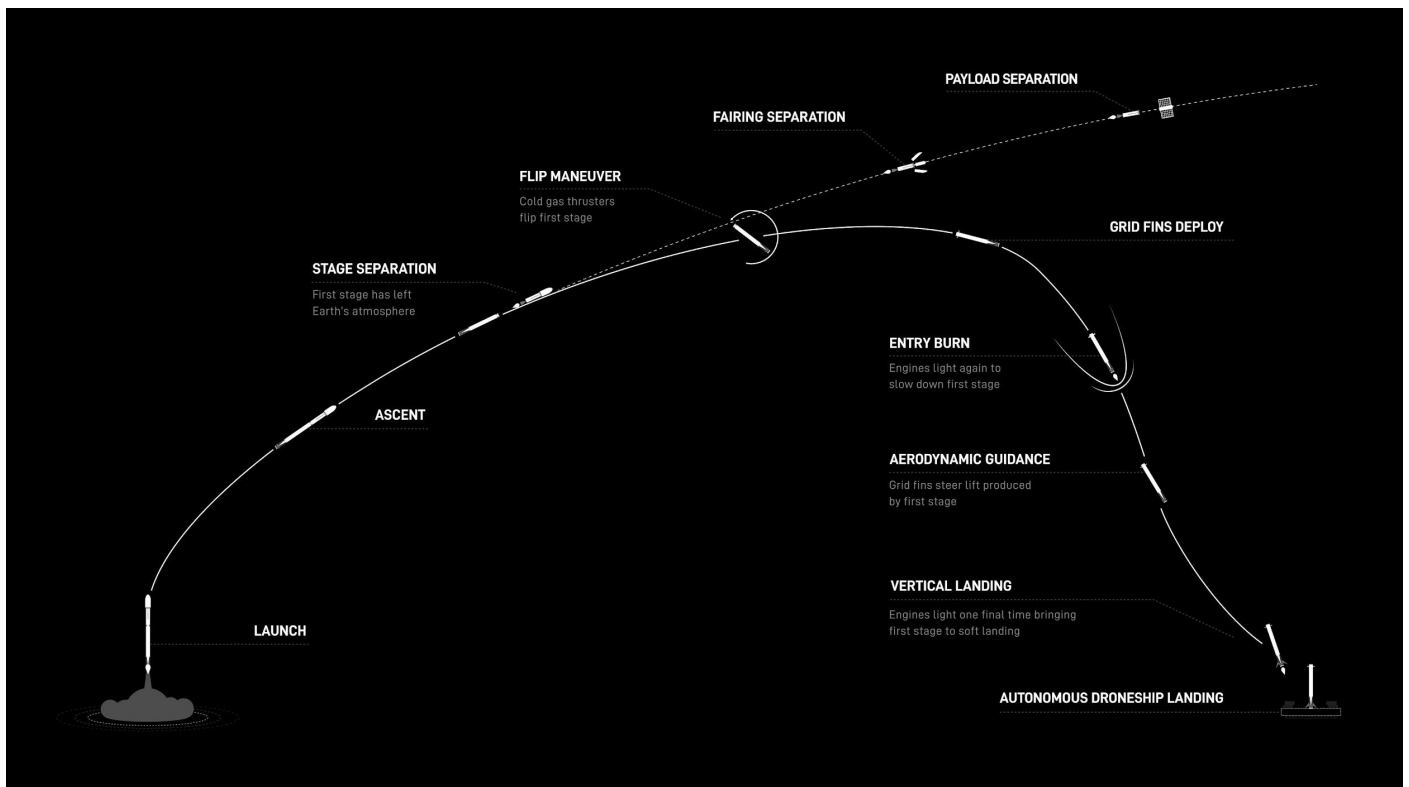 PAYLOAD SEPARATION
FAIRING SEPARATION
FLIP MANEUVER
Cold gas thrusters
flip first stage
GRID FINS DEPLOY
STAGE SEPARATION
First stage has left
Earth's atmosphere
ENTRY BURN
Engines light again to
slow down first stage
ASCENT
AERODYNAMIC GUIDANCE
Grid fins steer lift produced
by first stage
VERTICAL LANDING
Engines light one final time bringing
first stage to soft landing
LAUNCH
AUTONOMOUS DRONESHIP LANDING